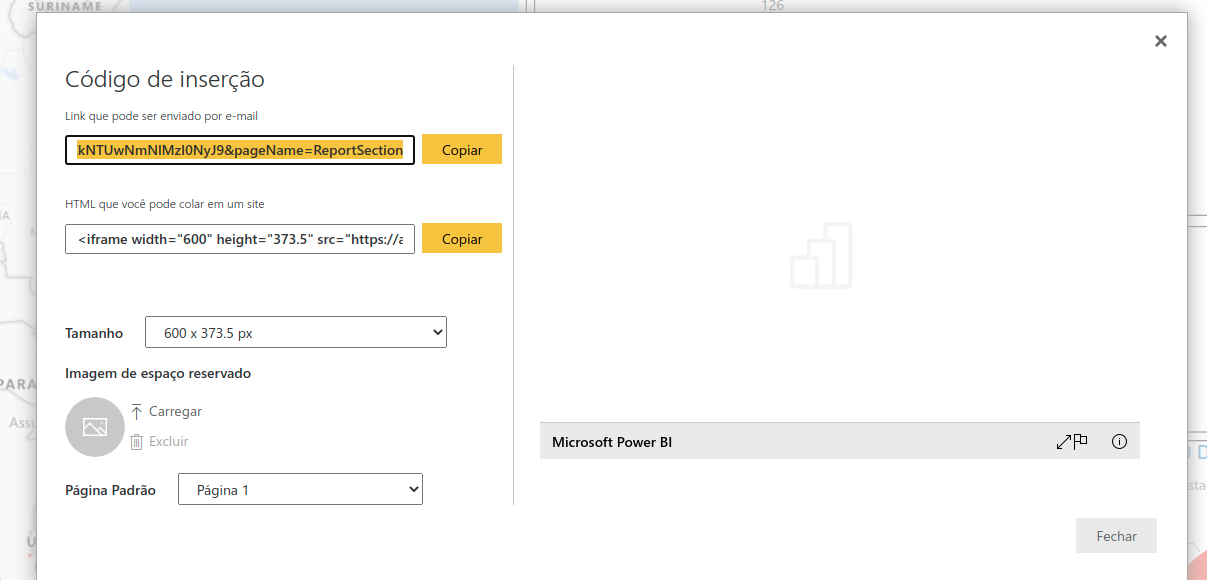 SURINAME
126
Código de inserção
Link que pode ser enviado por e-mail
kNTUwNmNlMzI0NyJ9&pageName=ReportSection
Copiar
HTML que você pode colar em um site
<iframe width="600" height="373.5" src="https://a
Copiar
Tamanho
600 x 373.5 px
Imagem de espaço reservado
Carregar
Excluir
Microsoft Power BI
Página Padrão
Página 1
Fechar